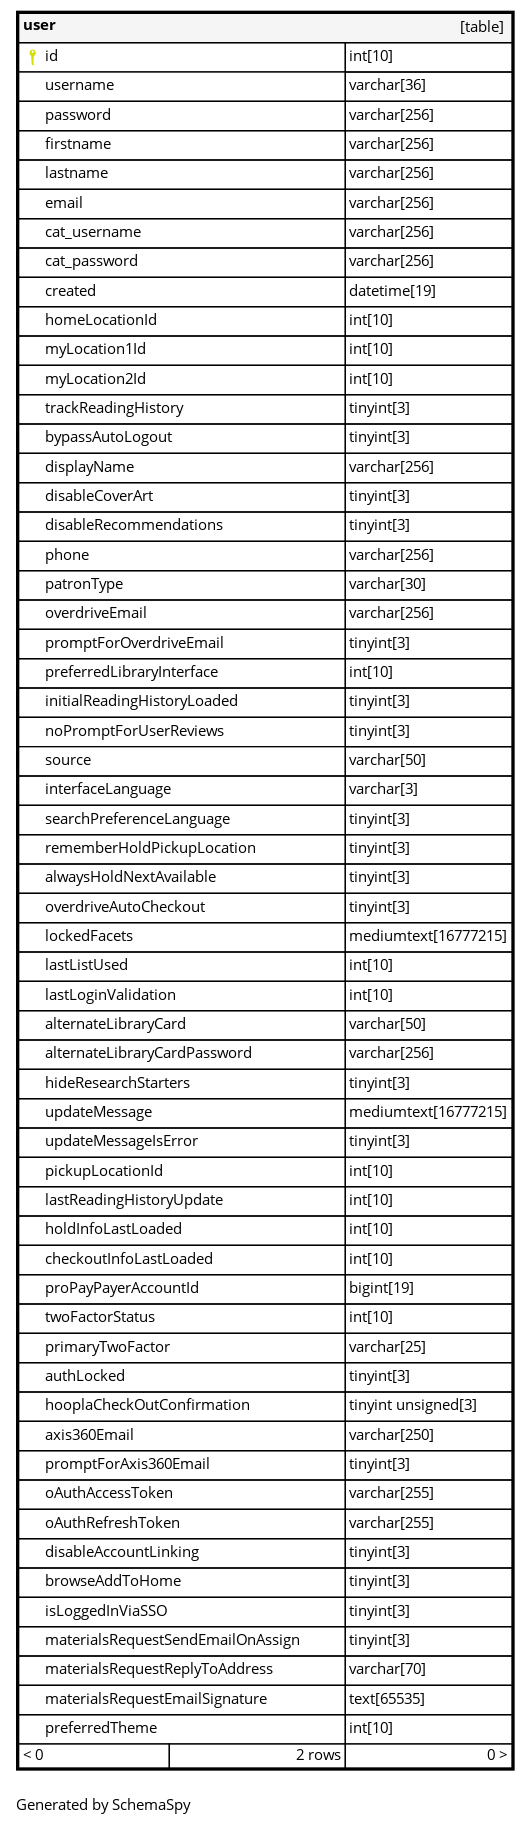 user [table]
id int[10]
username varchar[36]
password varchar[256]
firstname varchar[256]
lastname varchar[256]
email varchar[256]
cat_username varchar[256]
cat_password varchar[256]
created datetime[19]
homeLocationId int[10]
myLocation1Id int[10]
myLocation2Id int[10]
trackReadingHistory tinyint[3]
bypassAutoLogout tinyint[3]
displayName varchar[256]
disableCoverArt tinyint[3]
disableRecommendations tinyint[3]
phone varchar[256]
patronType varchar[30]
overdriveEmail varchar[256]
promptForOverdriveEmail tinyint[3]
preferredLibraryInterface int[10]
initialReadingHistoryLoaded tinyint[3]
noPromptForUserReviews tinyint[3]
source varchar[50]
interfaceLanguage varchar[3]
searchPreferenceLanguage tinyint[3]
rememberHoldPickupLocation tinyint[3]
alwaysHoldNextAvailable tinyint[3]
overdriveAutoCheckout tinyint[3]
lockedFacets mediumtext[16777215]
lastListUsed int[10]
lastLoginValidation int[10]
alternateLibraryCard varchar[50]
alternateLibraryCardPassword varchar[256]
hideResearchStarters tinyint[3]
updateMessage mediumtext[16777215]
updateMessageIsError tinyint[3]
pickupLocationId int[10]
lastReadingHistoryUpdate int[10]
holdInfoLastLoaded int[10]
checkoutInfoLastLoaded int[10]
proPayPayerAccountId bigint[19]
twoFactorStatus int[10]
primaryTwoFactor varchar[25]
authLocked tinyint[3]
hooplaCheckOutConfirmation tinyint unsigned[3]
axis360Email varchar[250]
promptForAxis360Email tinyint[3]
oAuthAccessToken varchar[255]
oAuthRefreshToken varchar[255]
disableAccountLinking tinyint[3]
browseAddToHome tinyint[3]
isLoggedInViaSSO tinyint[3]
materialsRequestSendEmailOnAssign tinyint[3]
materialsRequestReplyToAddress varchar[70]
materialsRequestEmailSignature text[65535]
preferredTheme int[10]
< 0 2 rows 0 >
Generated by SchemaSpy